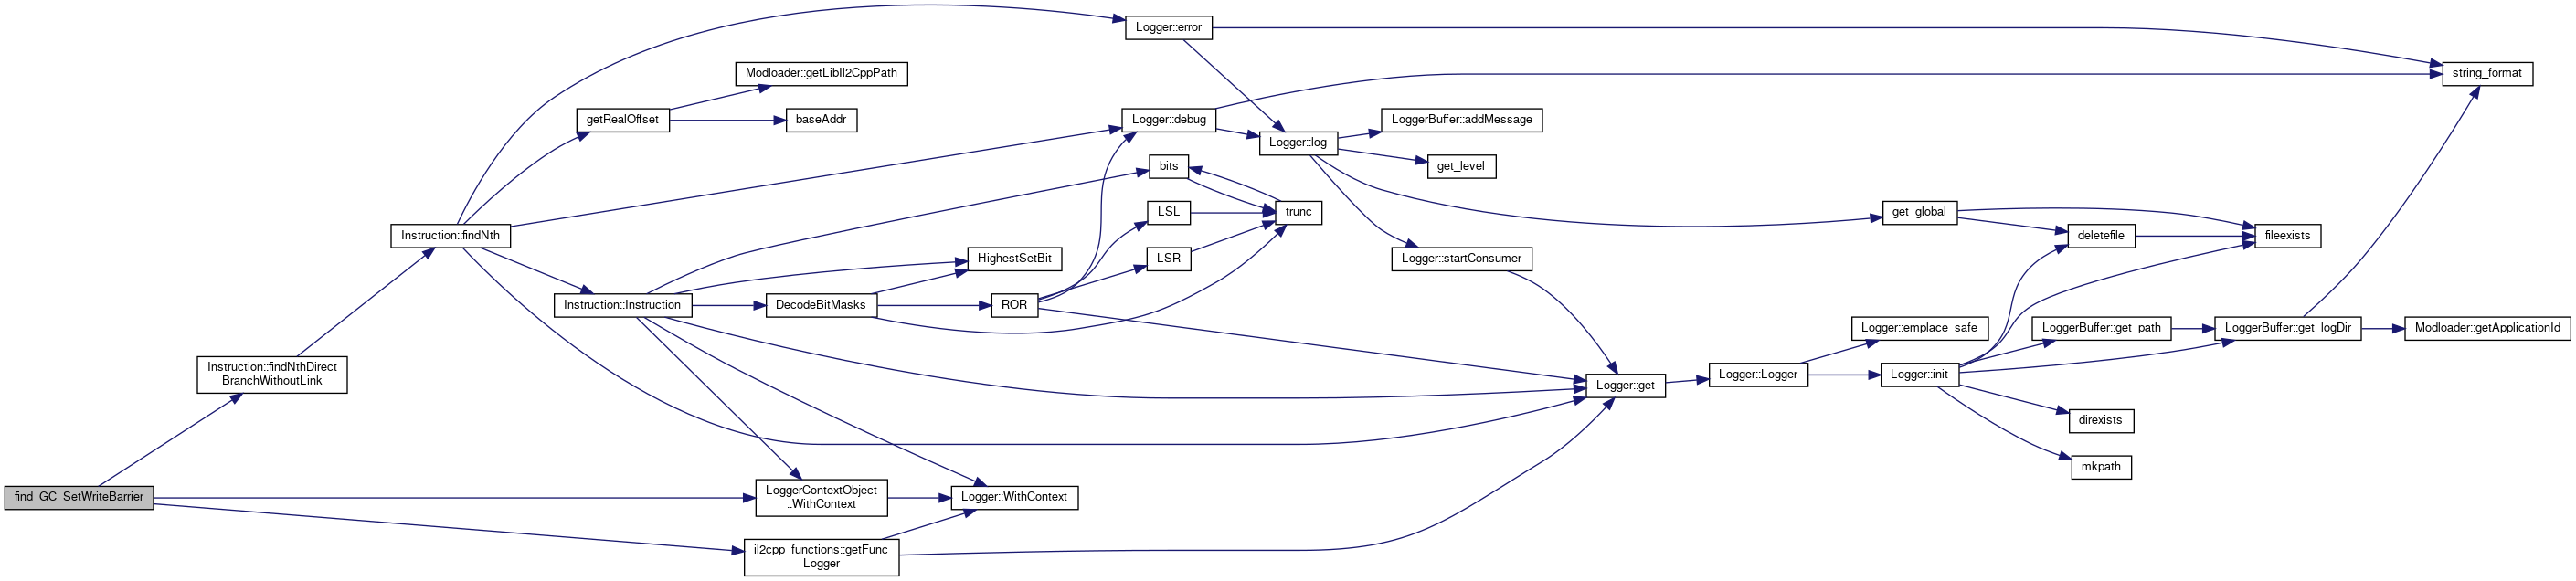 Logger::error
Modloader::getLibIl2CppPath
string_format
getRealOffset
baseAddr
Logger::debug
LoggerBuffer::addMessage
Logger::log
bits
get_level
Instruction::findNth
LSL
trunc
get_global
deletefile
fileexists
HighestSetBit
LSR
Logger::startConsumer
Instruction::Instruction
DecodeBitMasks
ROR
Logger::emplace_safe
LoggerBuffer::get_path
LoggerBuffer::get_logDir
Modloader::getApplicationId
Instruction::findNthDirect
BranchWithoutLink
Logger::get
Logger::Logger
Logger::init
direxists
mkpath
find_GC_SetWriteBarrier
LoggerContextObject
::WithContext
Logger::WithContext
il2cpp_functions::getFunc
Logger